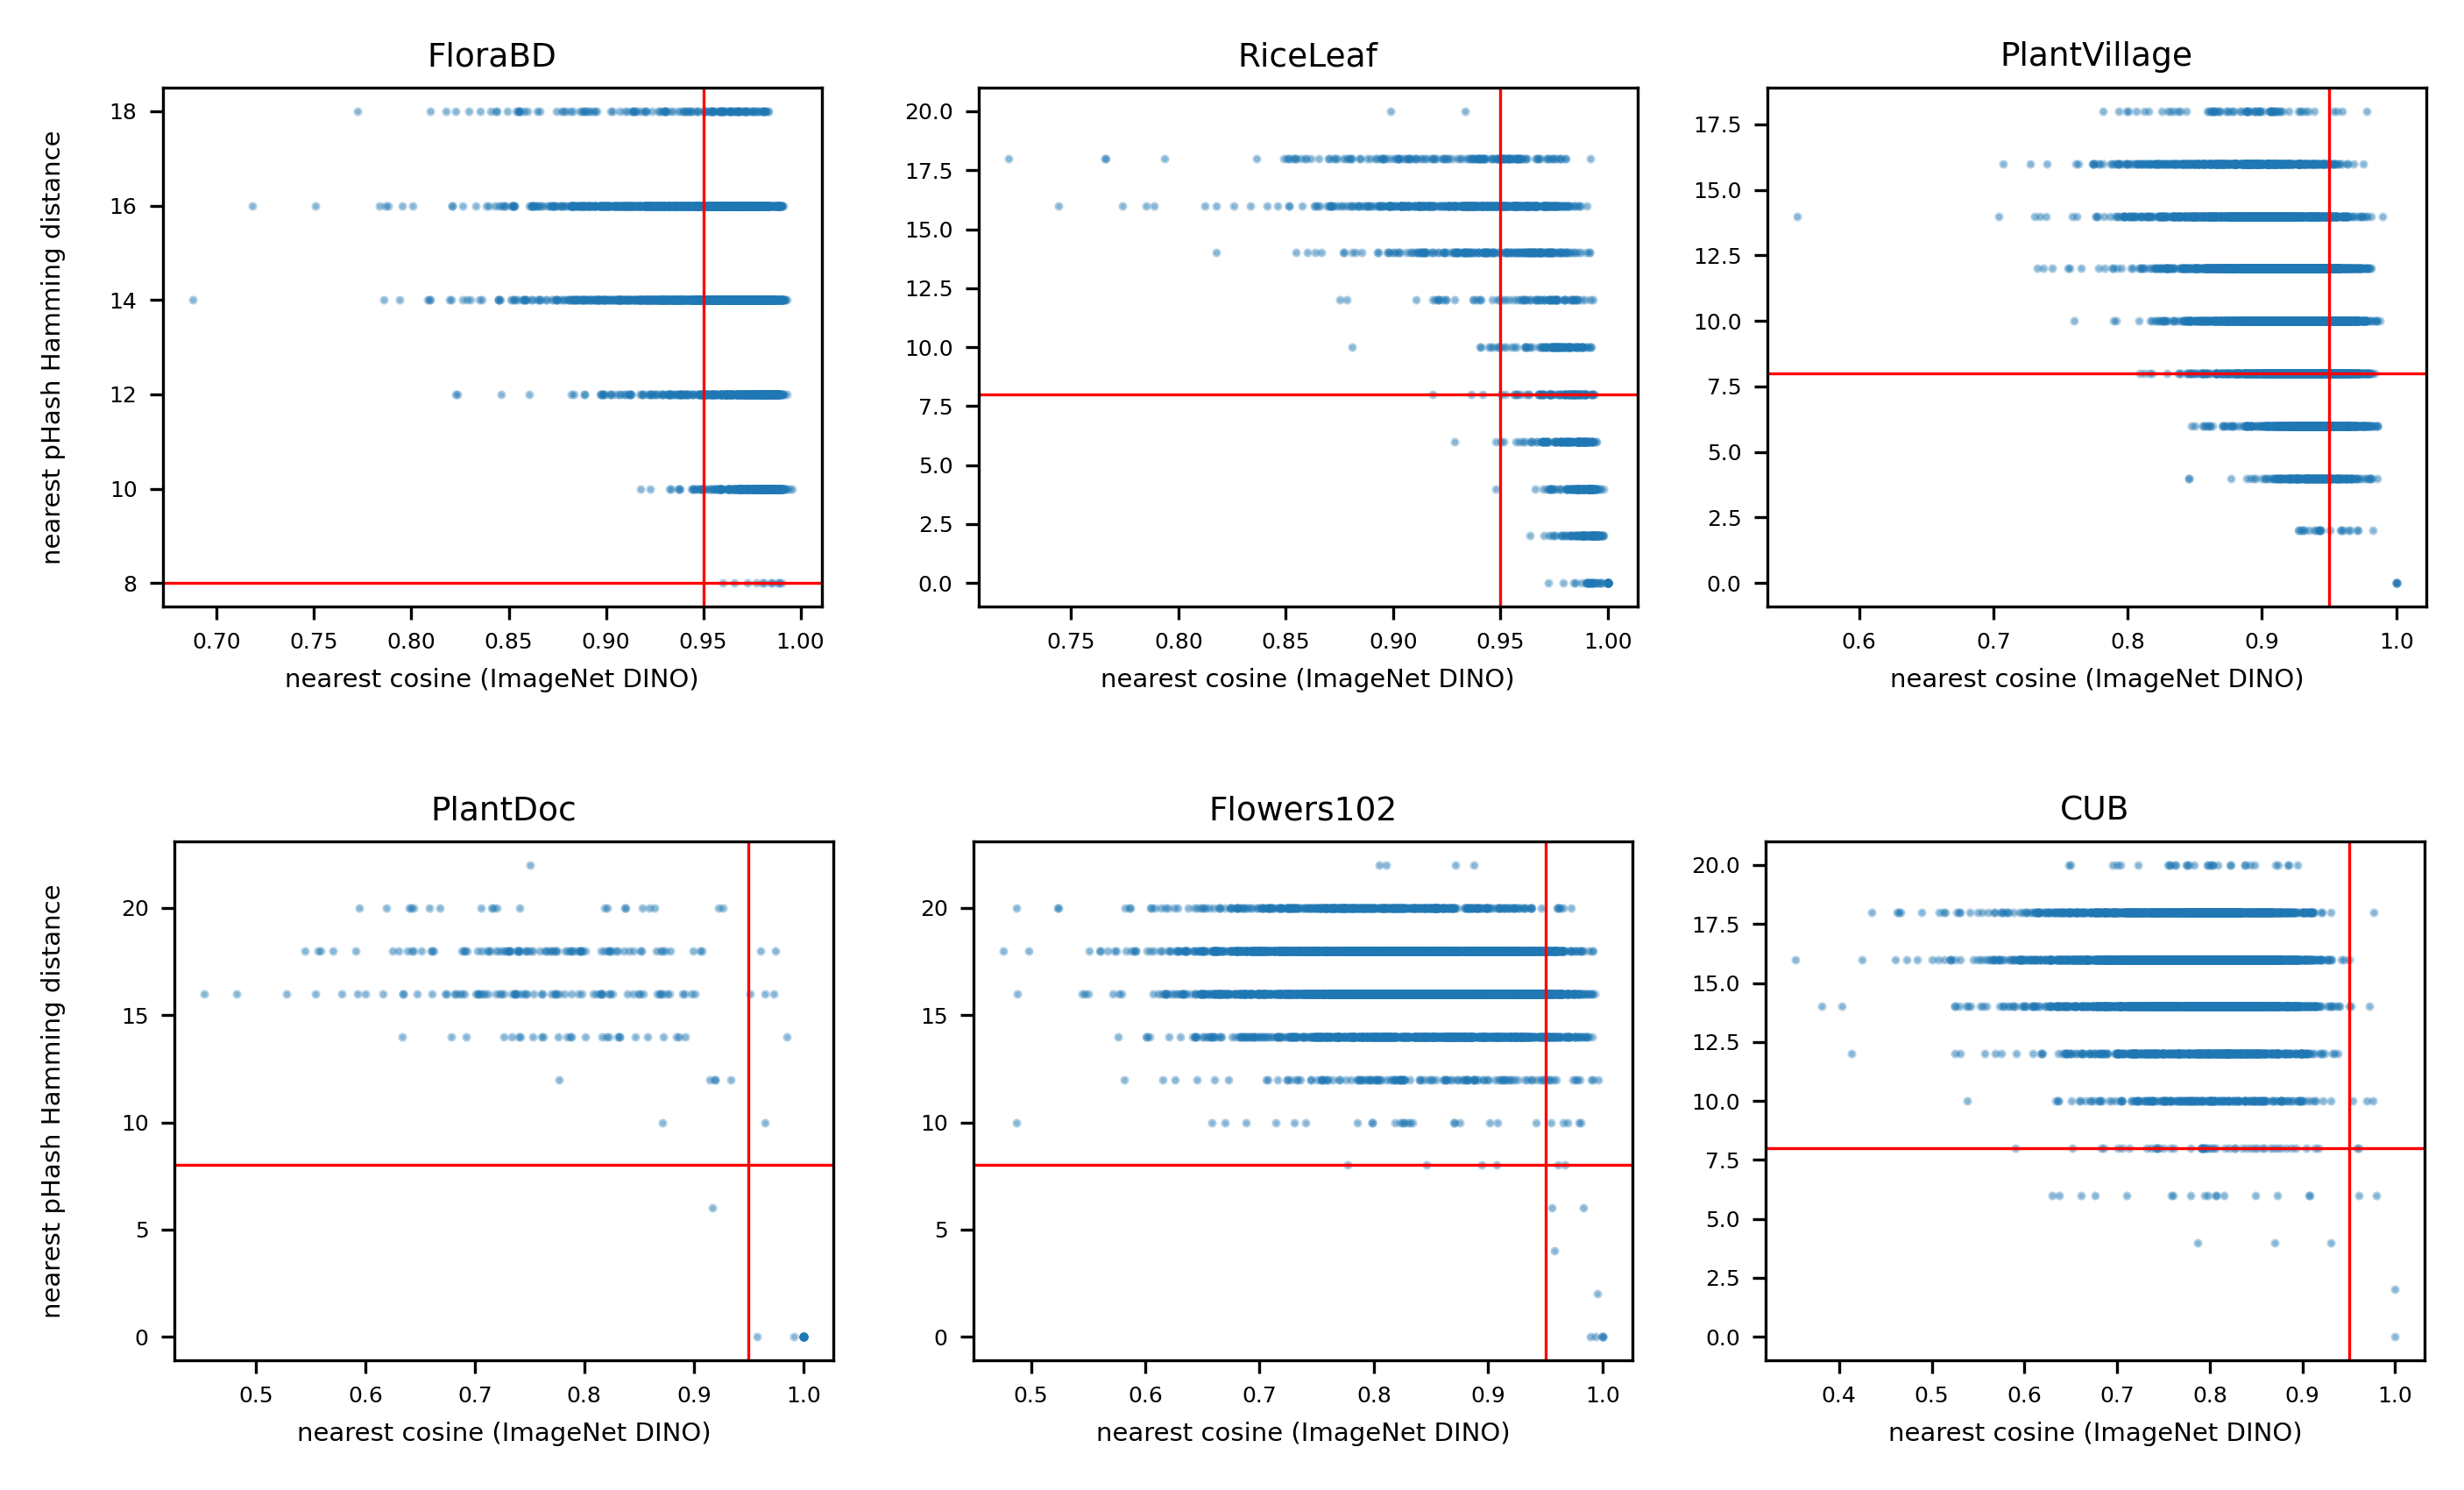 FloraBD
RiceLeaf
PlantVillage
nearest pHash Hamming distance
18
16
14
12
10
8
0.70 0.75 0.80 0.85 0.90 0.95 1.00
nearest cosine (ImageNet DINO)
20.0
17.5
15.0
12.5
10.0
7.5
5.0
2.5
0.0
0.75 0.80 0.85 0.90 0.95 1.00
nearest cosine (ImageNet DINO)
17.5
15.0
12.5
10.0
7.5
5.0
2.5
0.0
0.6 0.7 0.8 0.9 1.0
nearest cosine (ImageNet DINO)
PlantDoc
Flowers102
CUB
nearest pHash Hamming distance
20
15
10
5
0
0.5 0.6 0.7 0.8 0.9 1.0
nearest cosine (ImageNet DINO)
20
15
10
5
0
0.5 0.6 0.7 0.8 0.9 1.0
nearest cosine (ImageNet DINO)
20.0
17.5
15.0
12.5
10.0
7.5
5.0
2.5
0.0
0.4 0.5 0.6 0.7 0.8 0.9 1.0
nearest cosine (ImageNet DINO)